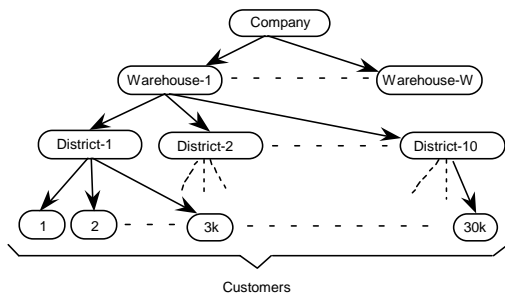 Company
Warehouse-1 Warehouse-W
District-1 District-2 District-10
1 2 3k 30k
Customers